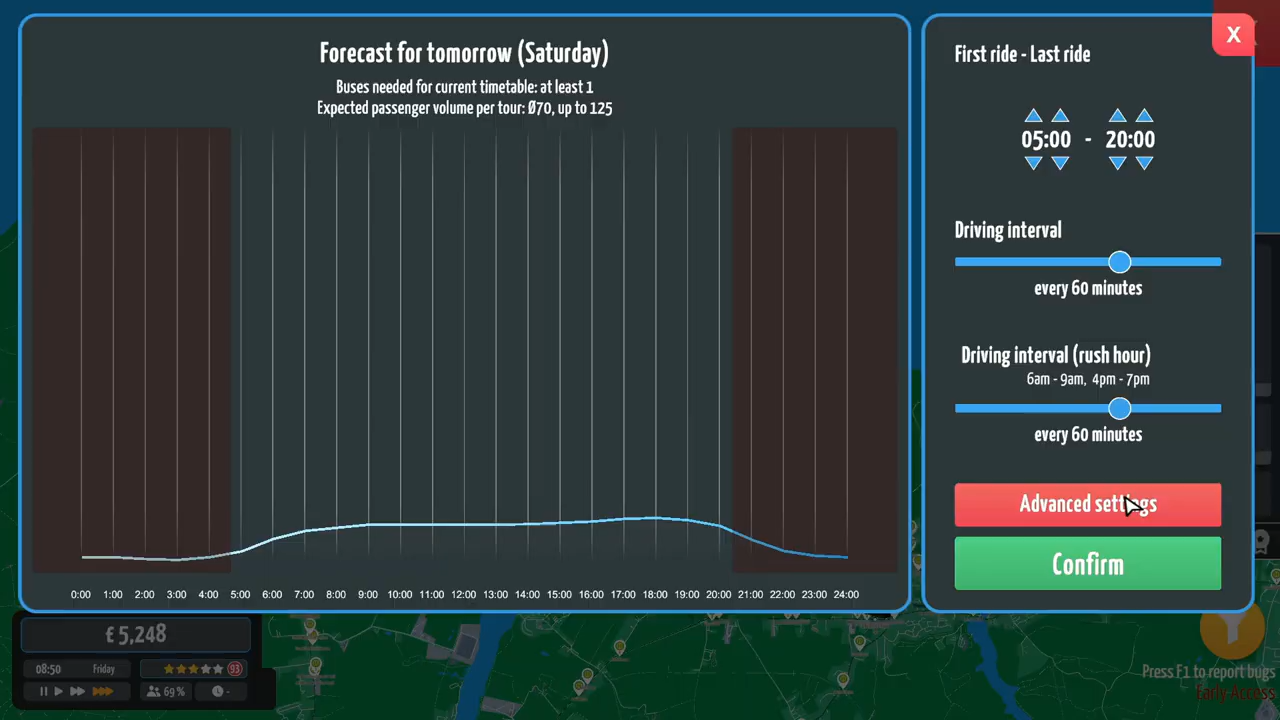 Forecast for tomorrow (Saturday)
Buses needed for current timetable: at least 1
Expected passenger volume per tour: Ø70, up to 125
0:00 1:00 2:00 3:00 4:00 5:00 6:00 7:00 8:00 9:00 10:00 11:00 12:00 13:00 14:00 15:00 16:00 17:00 18:00 19:00 20:00 21:00 22:00 23:00 24:00
X
First ride - Last ride
05:00 - 20:00
Driving interval
every 60 minutes
Driving interval (rush hour)
6am - 9am, 4pm - 7pm
every 60 minutes
Advanced settings
Confirm
£ 5,248
08:50 Friday 93
69 % -
Press F1 to report bugs
Early Access